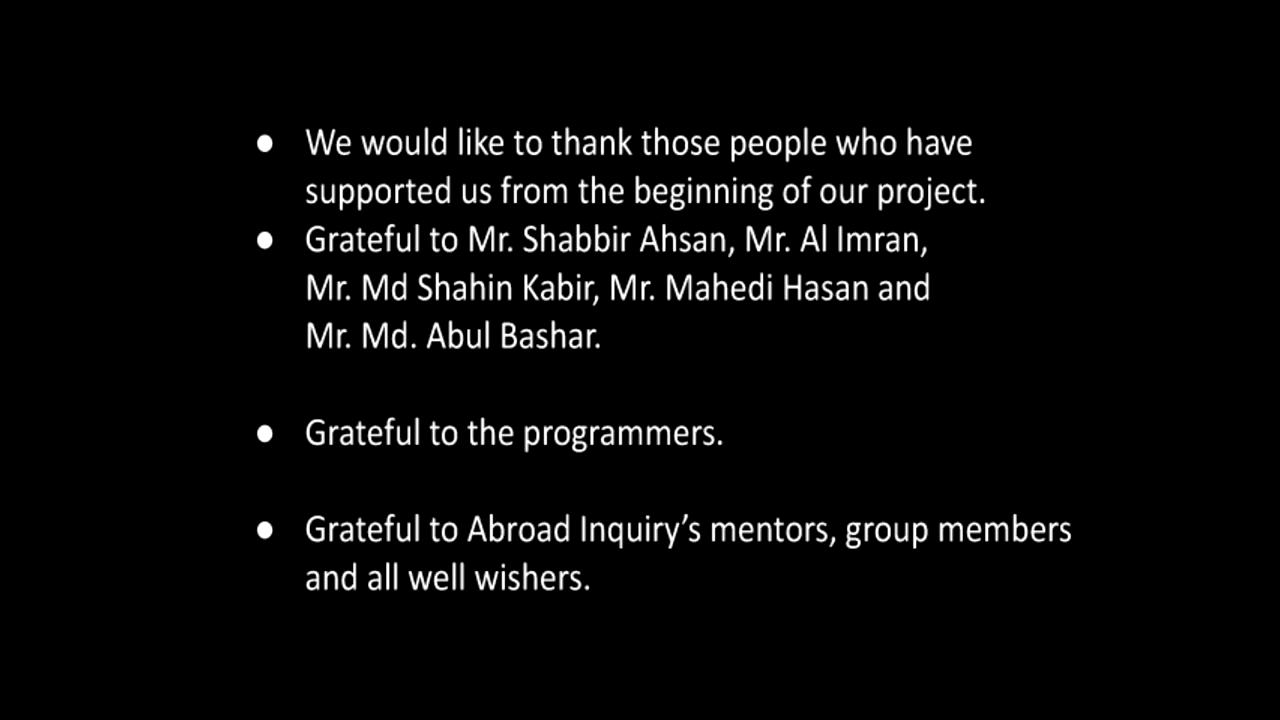 ● We would like to thank those people who have
supported us from the beginning of our project.
● Grateful to Mr. Shabbir Ahsan, Mr. Al Imran,
Mr. Md Shahin Kabir, Mr. Mahedi Hasan and
Mr. Md. Abul Bashar.
● Grateful to the programmers.
● Grateful to Abroad Inquiry’s mentors, group members
and all well wishers.